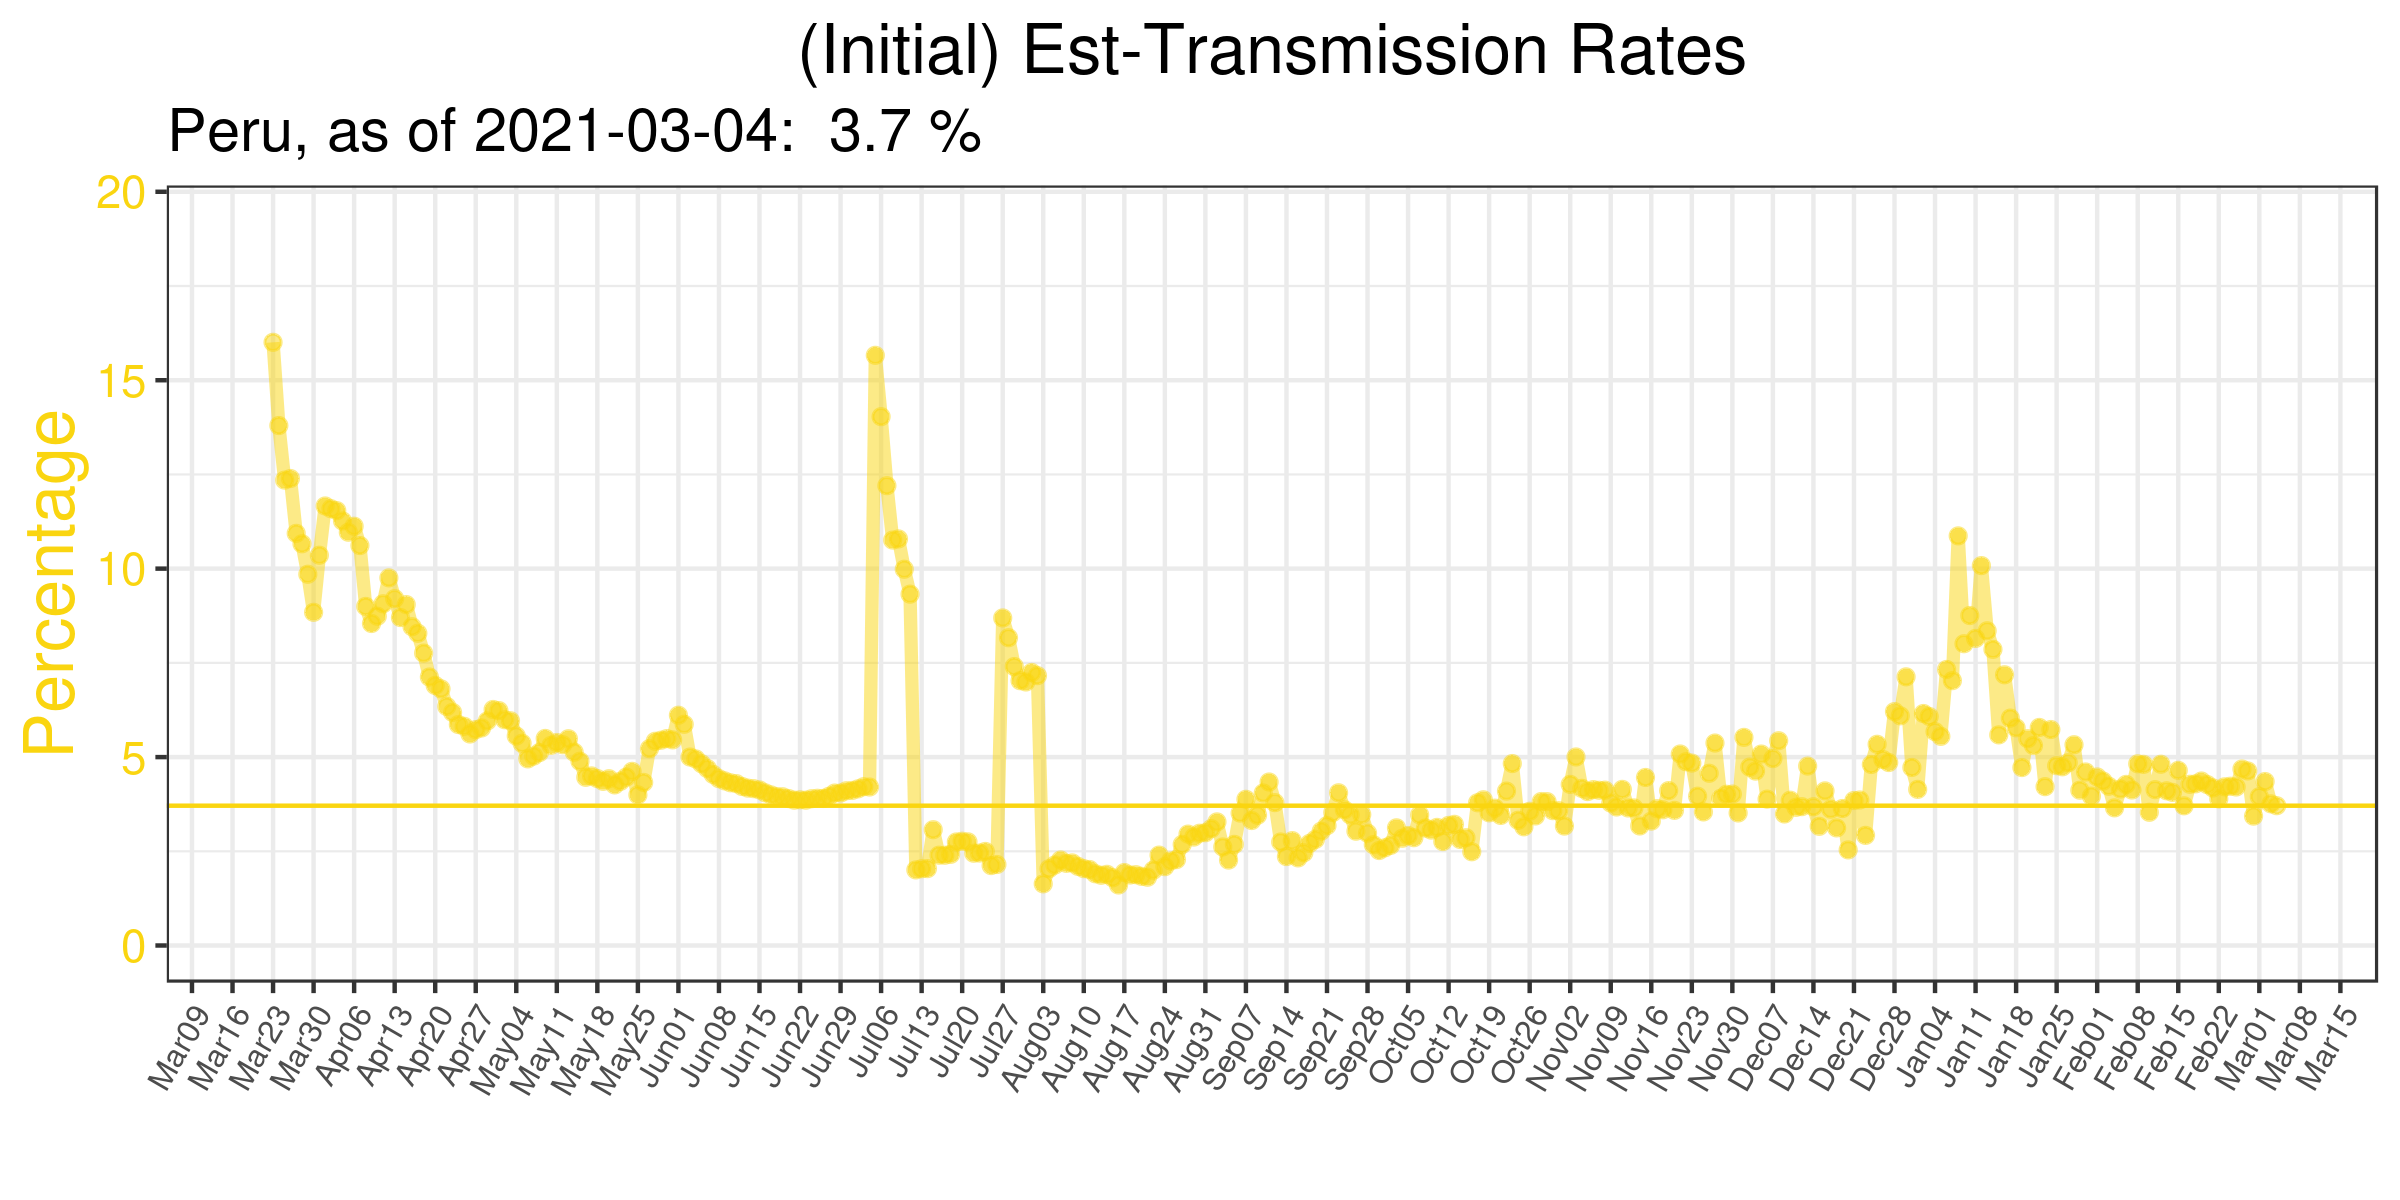 (Initial) Est-Transmission Rates
Peru, as of 2021-03-04:  3.7 %
Percentage
20
15
10
5
0
Mar09 Mar16 Mar23 Mar30 Apr06 Apr13 Apr20 Apr27 May04 May11 May18 May25 Jun01 Jun08 Jun15 Jun22 Jun29 Jul06 Jul13 Jul20 Jul27 Aug03 Aug10 Aug17 Aug24 Aug31 Sep07 Sep14 Sep21 Sep28 Oct05 Oct12 Oct19 Oct26 Nov02 Nov09 Nov16 Nov23 Nov30 Dec07 Dec14 Dec21 Dec28 Jan04 Jan11 Jan18 Jan25 Feb01 Feb08 Feb15 Feb22 Mar01 Mar08 Mar15